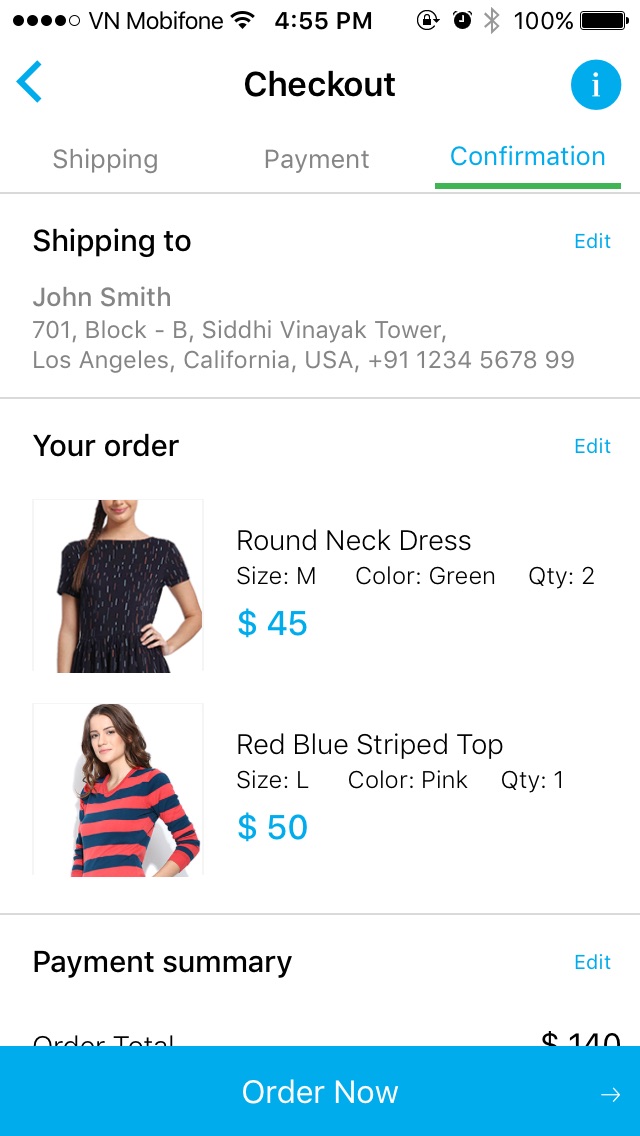 VN Mobifone 4:55 PM 100%
Checkout i
Shipping Payment Confirmation
Shipping to Edit
John Smith
701, Block - B, Siddhi Vinayak Tower,
Los Angeles, California, USA, +91 1234 5678 99
Your order Edit
Round Neck Dress
Size: M Color: Green Qty: 2
$ 45
Red Blue Striped Top
Size: L Color: Pink Qty: 1
$ 50
Payment summary Edit
Order Total $ 140
Order Now →